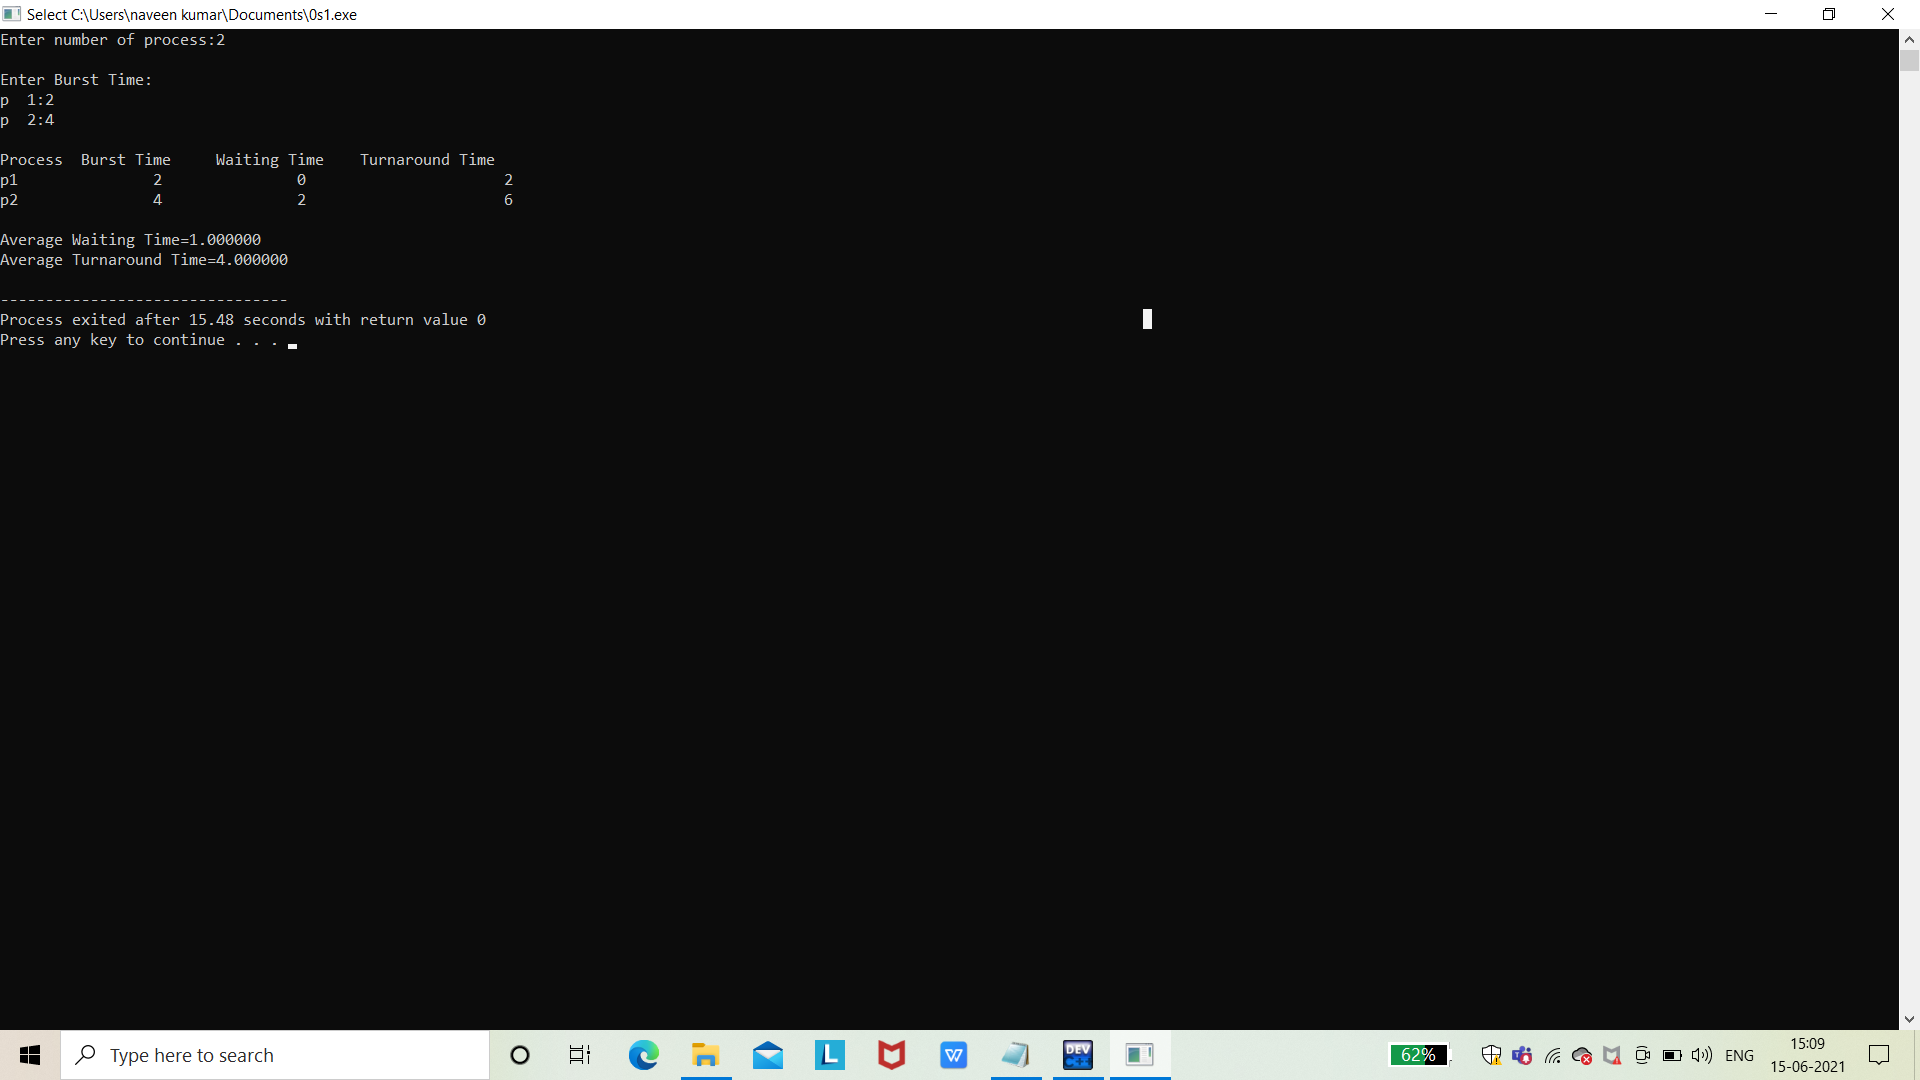 Select C:\Users\naveen kumar\Documents\0s1.exe
Enter number of process:2
Enter Burst Time:
p  1:2
p  2:4
Process  Burst Time     Waiting Time    Turnaround Time
p1               2               0                      2
p2               4               2                      6
Average Waiting Time=1.000000
Average Turnaround Time=4.000000
--------------------------------
Process exited after 15.48 seconds with return value 0
Press any key to continue . . .
Type here to search
L
W
DEV
C++
62%
ENG
15:09
15-06-2021